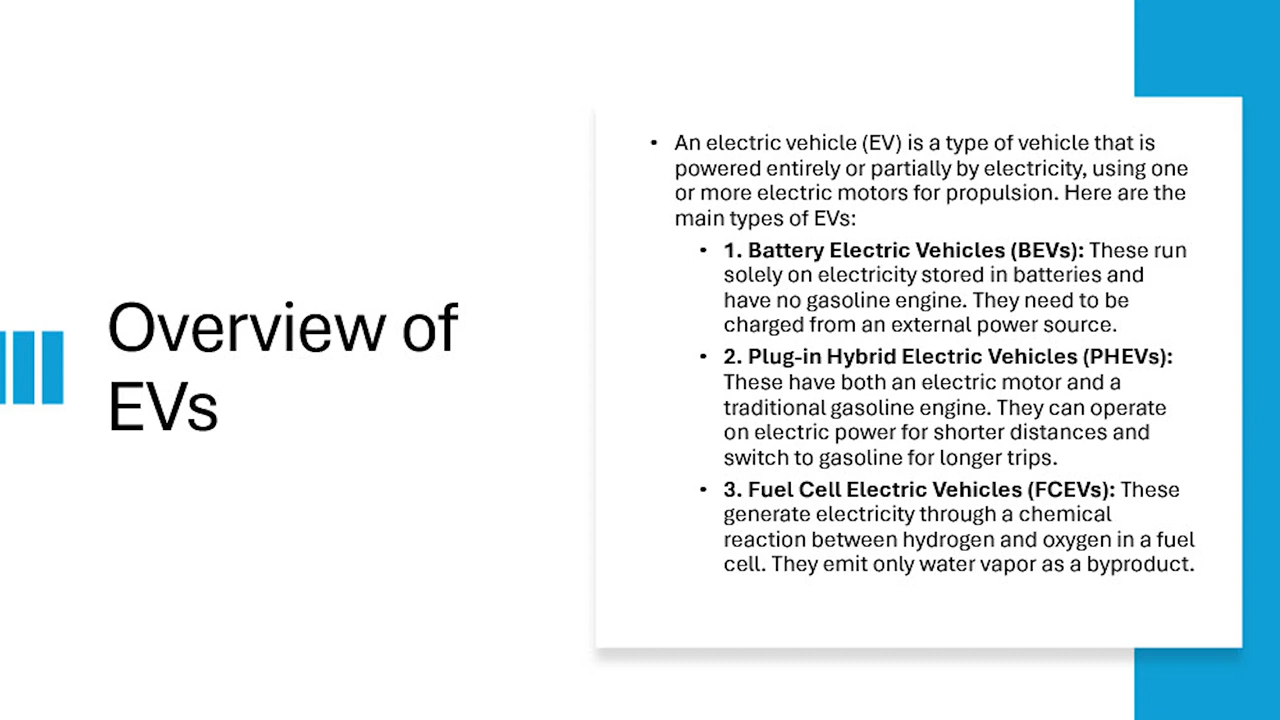 Overview of
EVs
• An electric vehicle (EV) is a type of vehicle that is
powered entirely or partially by electricity, using one
or more electric motors for propulsion. Here are the
main types of EVs:
• 1. Battery Electric Vehicles (BEVs): These run
solely on electricity stored in batteries and
have no gasoline engine. They need to be
charged from an external power source.
• 2. Plug-in Hybrid Electric Vehicles (PHEVs):
These have both an electric motor and a
traditional gasoline engine. They can operate
on electric power for shorter distances and
switch to gasoline for longer trips.
• 3. Fuel Cell Electric Vehicles (FCEVs): These
generate electricity through a chemical
reaction between hydrogen and oxygen in a fuel
cell. They emit only water vapor as a byproduct.